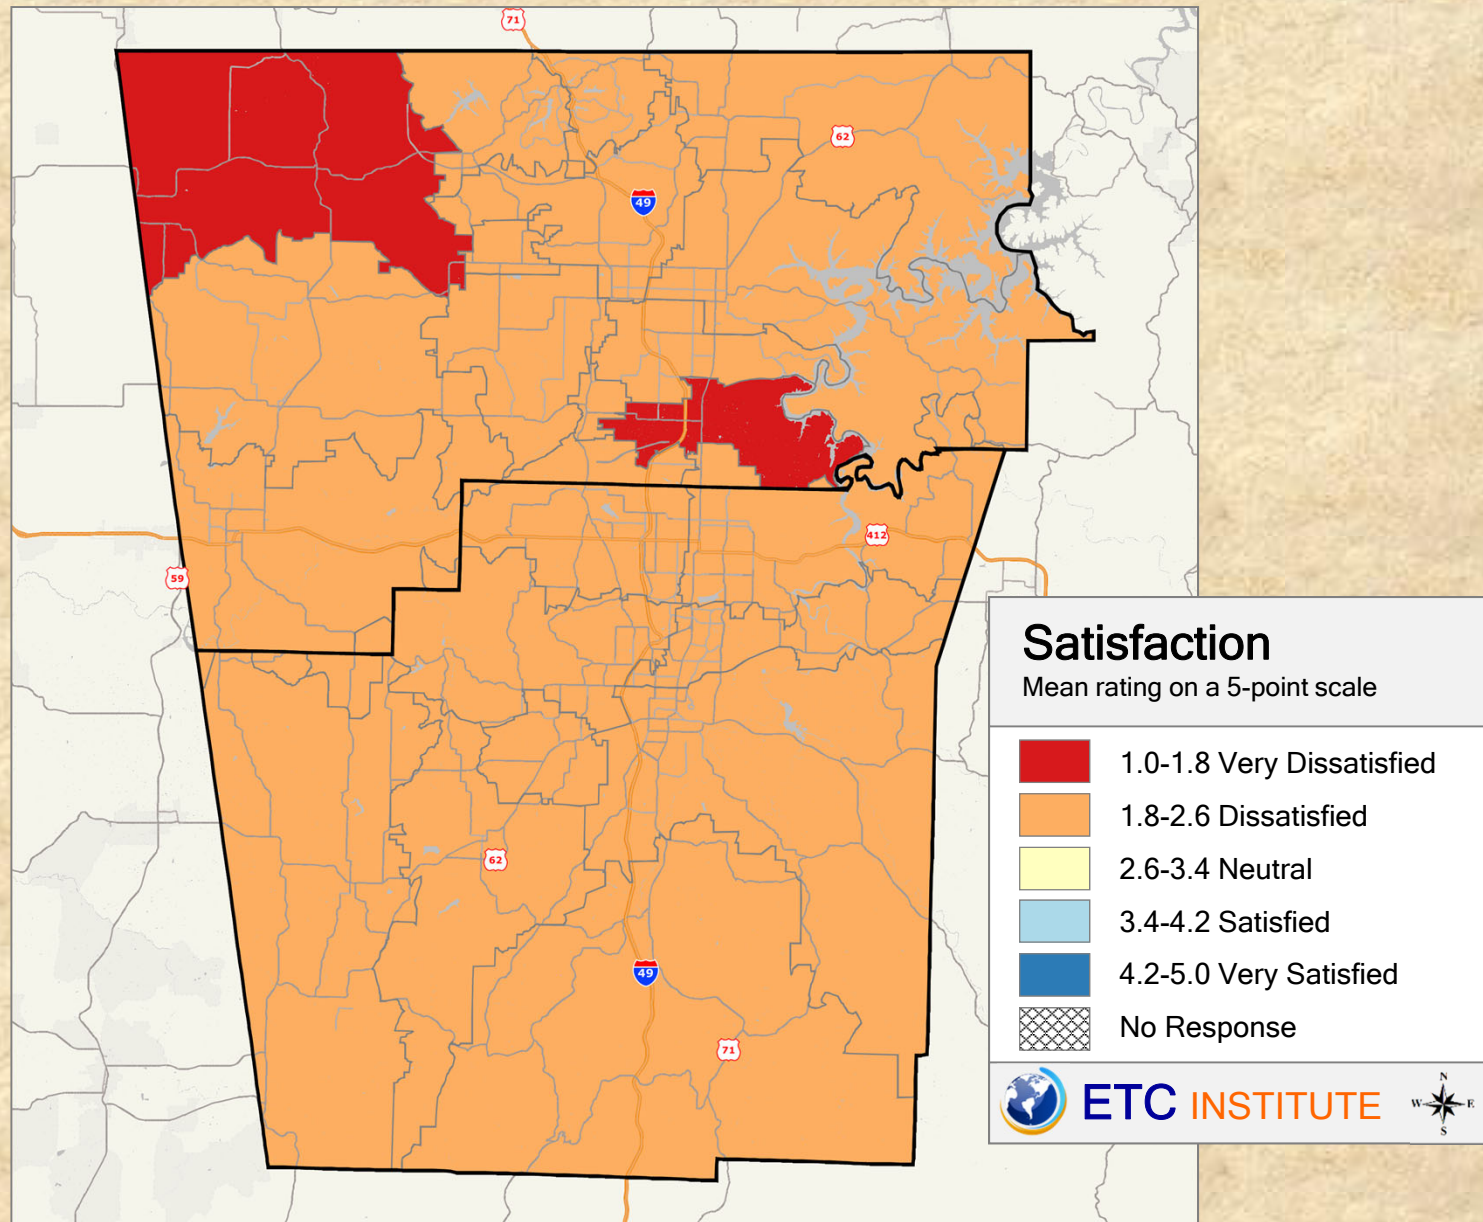 71
62
49
412
59
62
49
71
Satisfaction
Mean rating on a 5-point scale
1.0-1.8 Very Dissatisfied
1.8-2.6 Dissatisfied
2.6-3.4 Neutral
3.4-4.2 Satisfied
4.2-5.0 Very Satisfied
No Response
ETC INSTITUTE
N
W E
S